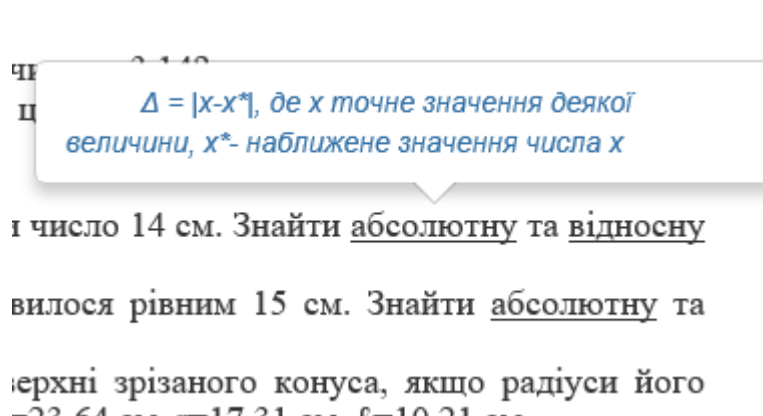 Δ = |x-x*|, де x точне значення деякої
величини, x*- наближене значення числа x
число 14 см. Знайти абсолютну та відносну
вилося рівним 15 см. Знайти абсолютну та
ерхні зрізаного конуса, якщо радіуси його